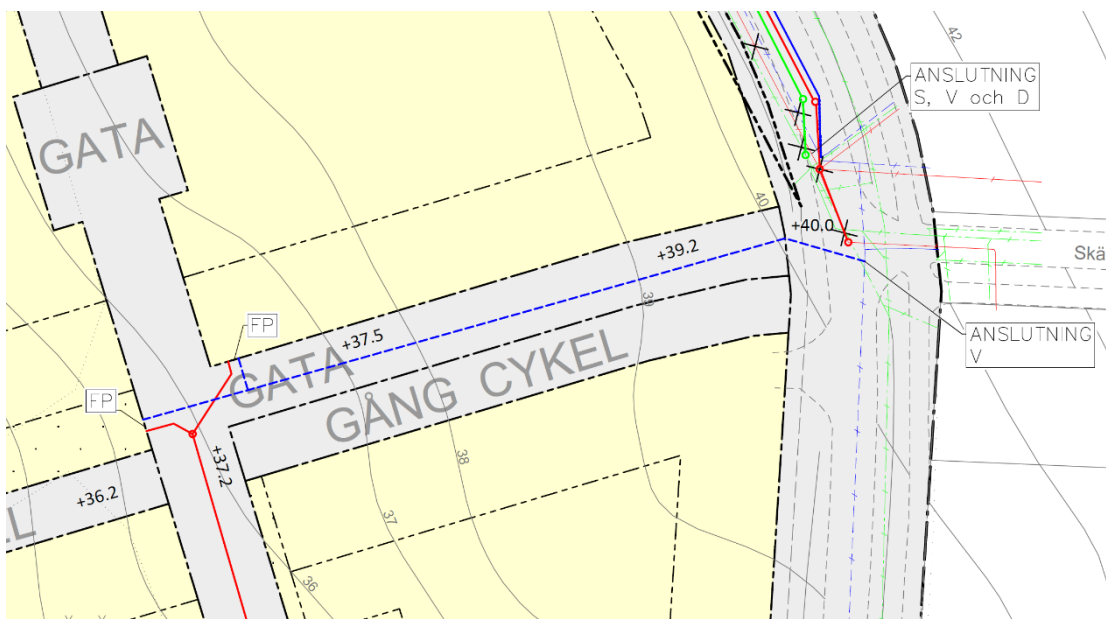 42
ANSLUTNING
S, V och D
GATA
40
+40.0
+39.2
Skä
39
FP
+37.5
ANSLUTNING
V
GATA
GÅNG CYKEL
FP
+37.2
38
+36.2
EL
37
36